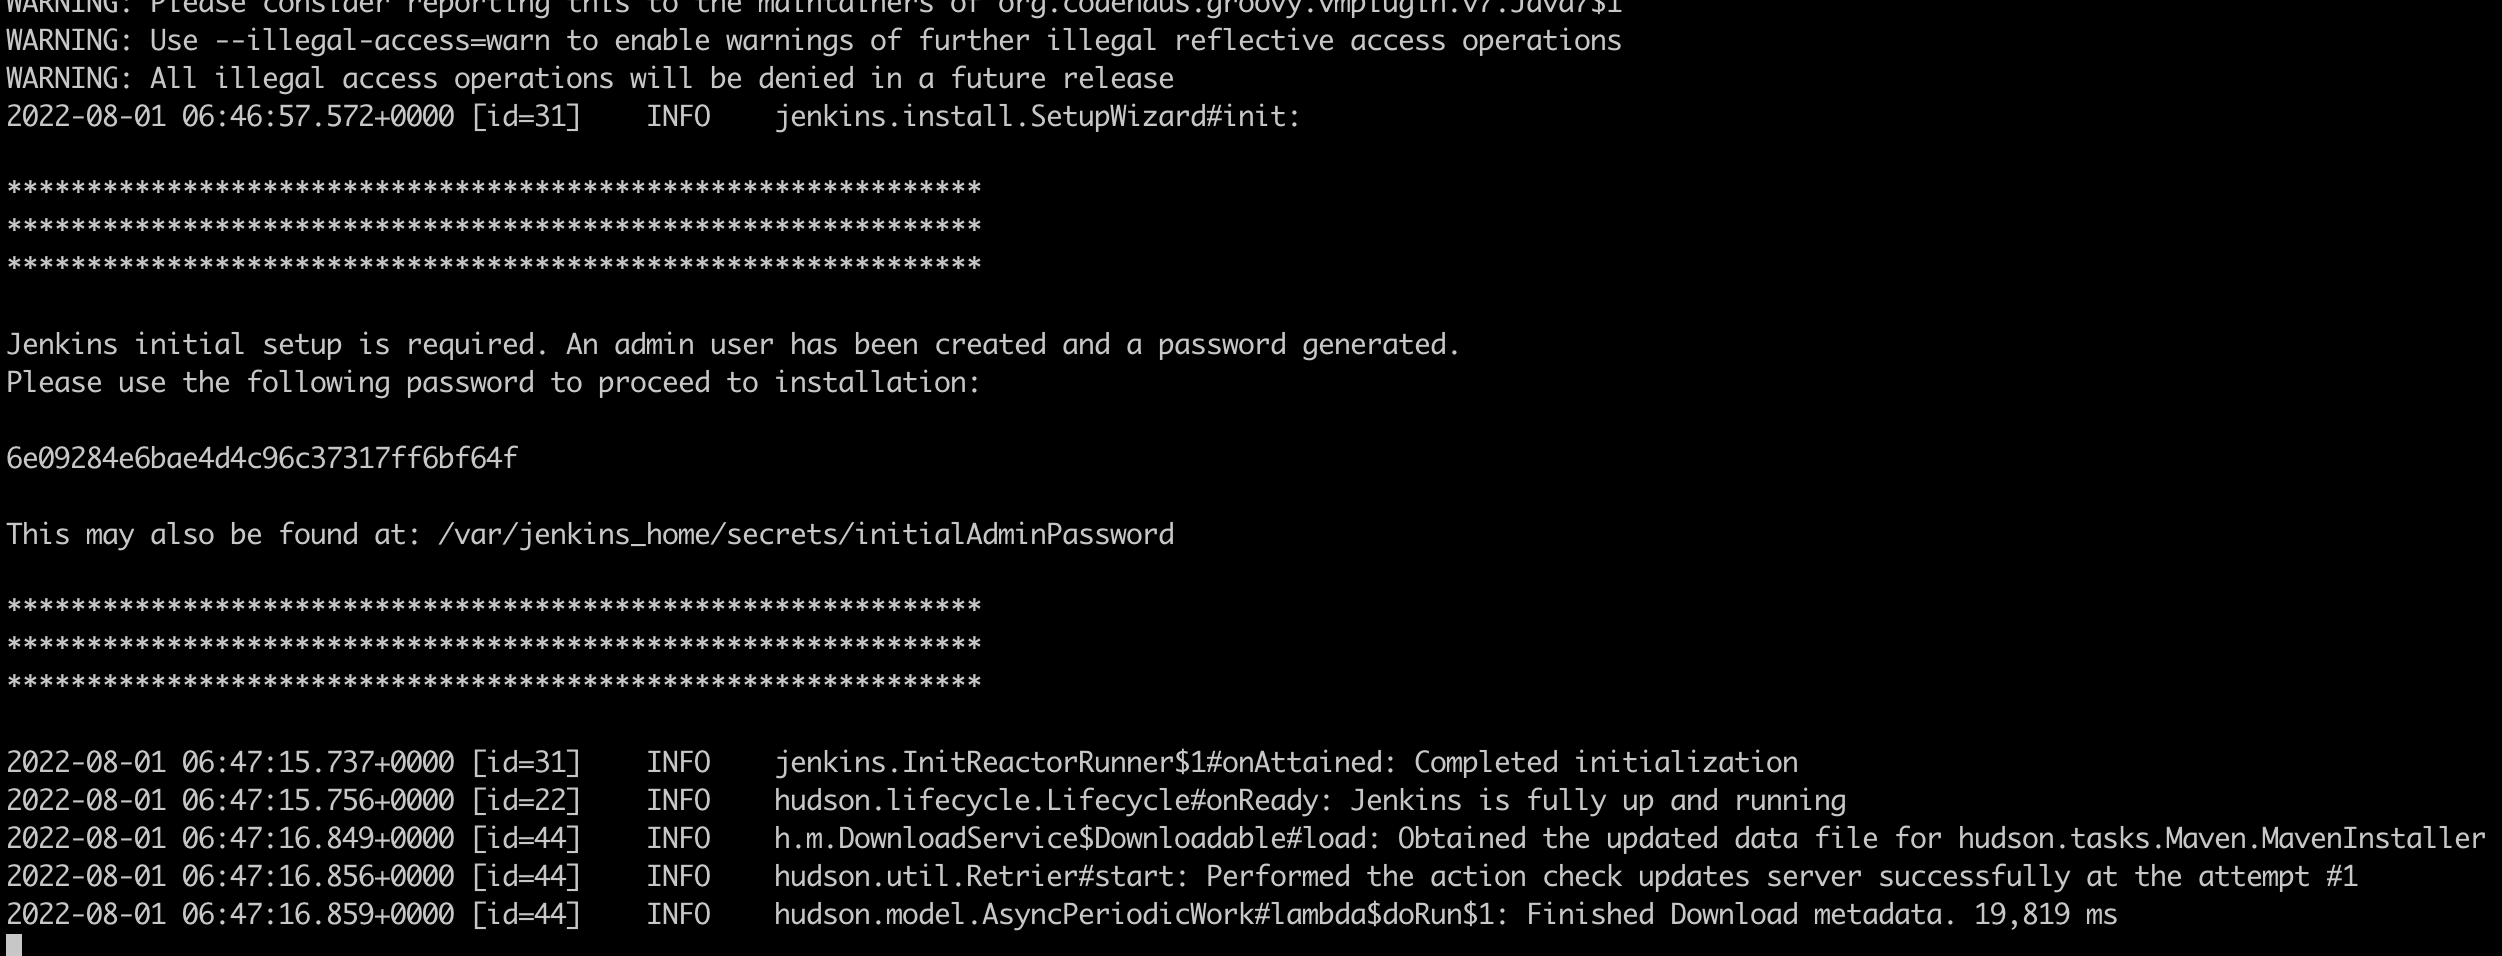 WARNING: Please consider reporting this to the maintainers of org.codehaus.groovy.vmplugin.v7.Java7$1
WARNING: Use --illegal-access=warn to enable warnings of further illegal reflective access operations
WARNING: All illegal access operations will be denied in a future release
2022-08-01 06:46:57.572+0000 [id=31]    INFO    jenkins.install.SetupWizard#init:
*************************************************************
*************************************************************
*************************************************************
Jenkins initial setup is required. An admin user has been created and a password generated.
Please use the following password to proceed to installation:
6e09284e6bae4d4c96c37317ff6bf64f
This may also be found at: /var/jenkins_home/secrets/initialAdminPassword
*************************************************************
*************************************************************
*************************************************************
2022-08-01 06:47:15.737+0000 [id=31]    INFO    jenkins.InitReactorRunner$1#onAttained: Completed initialization
2022-08-01 06:47:15.756+0000 [id=22]    INFO    hudson.lifecycle.Lifecycle#onReady: Jenkins is fully up and running
2022-08-01 06:47:16.849+0000 [id=44]    INFO    h.m.DownloadService$Downloadable#load: Obtained the updated data file for hudson.tasks.Maven.MavenInstaller
2022-08-01 06:47:16.856+0000 [id=44]    INFO    hudson.util.Retrier#start: Performed the action check updates server successfully at the attempt #1
2022-08-01 06:47:16.859+0000 [id=44]    INFO    hudson.model.AsyncPeriodicWork#lambda$doRun$1: Finished Download metadata. 19,819 ms